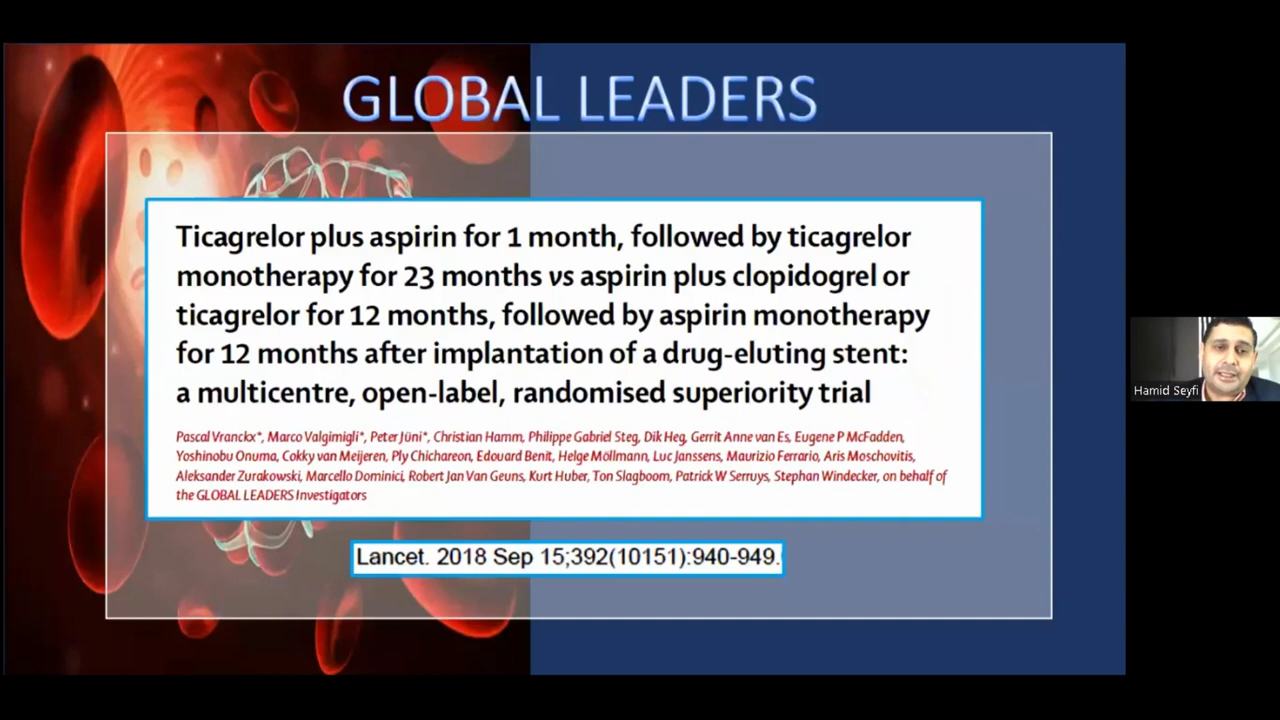 GLOBAL LEADERS
Ticagrelor plus aspirin for 1 month, followed by ticagrelor
monotherapy for 23 months vs aspirin plus clopidogrel or
ticagrelor for 12 months, followed by aspirin monotherapy
for 12 months after implantation of a drug-eluting stent:
a multicentre, open-label, randomised superiority trial
Pascal Vranckx*, Marco Valgimigli*, Peter Jüni*, Christian Hamm, Philippe Gabriel Steg, Dik Heg, Gerrit Anne van Es, Eugene P McFadden,
Yoshinobu Onuma, Cokky van Meijeren, Ply Chichareon, Edouard Benit, Helge Möllmann, Luc Janssens, Maurizio Ferrario, Aris Moschovitis,
Aleksander Zurakowski, Marcello Dominici, Robert Jan Van Geuns, Kurt Huber, Ton Slagboom, Patrick W Serruys, Stephan Windecker, on behalf of
the GLOBAL LEADERS Investigators
Lancet. 2018 Sep 15;392(10151):940-949.
Hamid Seyfi